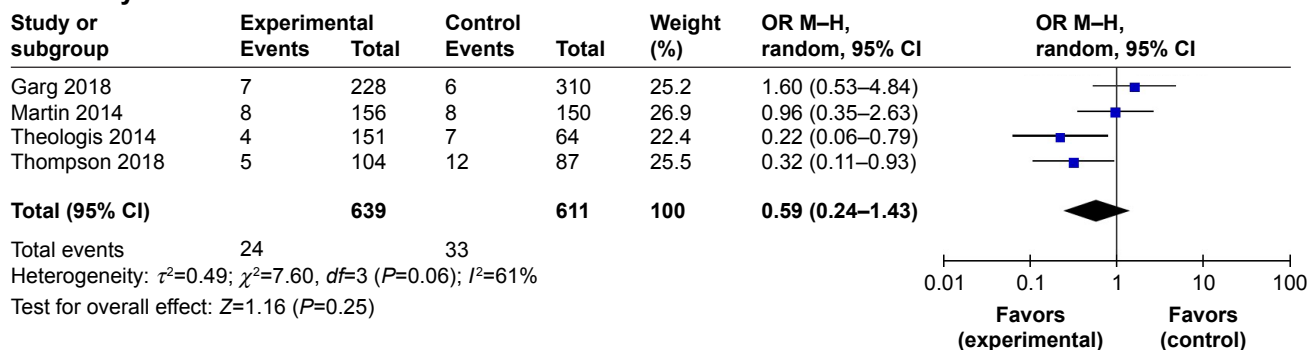 Study or Experimental Control Weight OR M–H, OR M–H,
subgroup Events Total Events Total (%) random, 95% CI random, 95% CI
Garg 2018 7 228 6 310 25.2 1.60 (0.53–4.84)
Martin 2014 8 156 8 150 26.9 0.96 (0.35–2.63)
Theologis 2014 4 151 7 64 22.4 0.22 (0.06–0.79)
Thompson 2018 5 104 12 87 25.5 0.32 (0.11–0.93)
Total (95% CI) 639 611 100 0.59 (0.24–1.43)
Total events 24 33
Heterogeneity: τ²=0.49; χ²=7.60, df=3 (P=0.06); I²=61%
Test for overall effect: Z=1.16 (P=0.25)
0.01 0.1 1 10 100
Favors Favors
(experimental) (control)